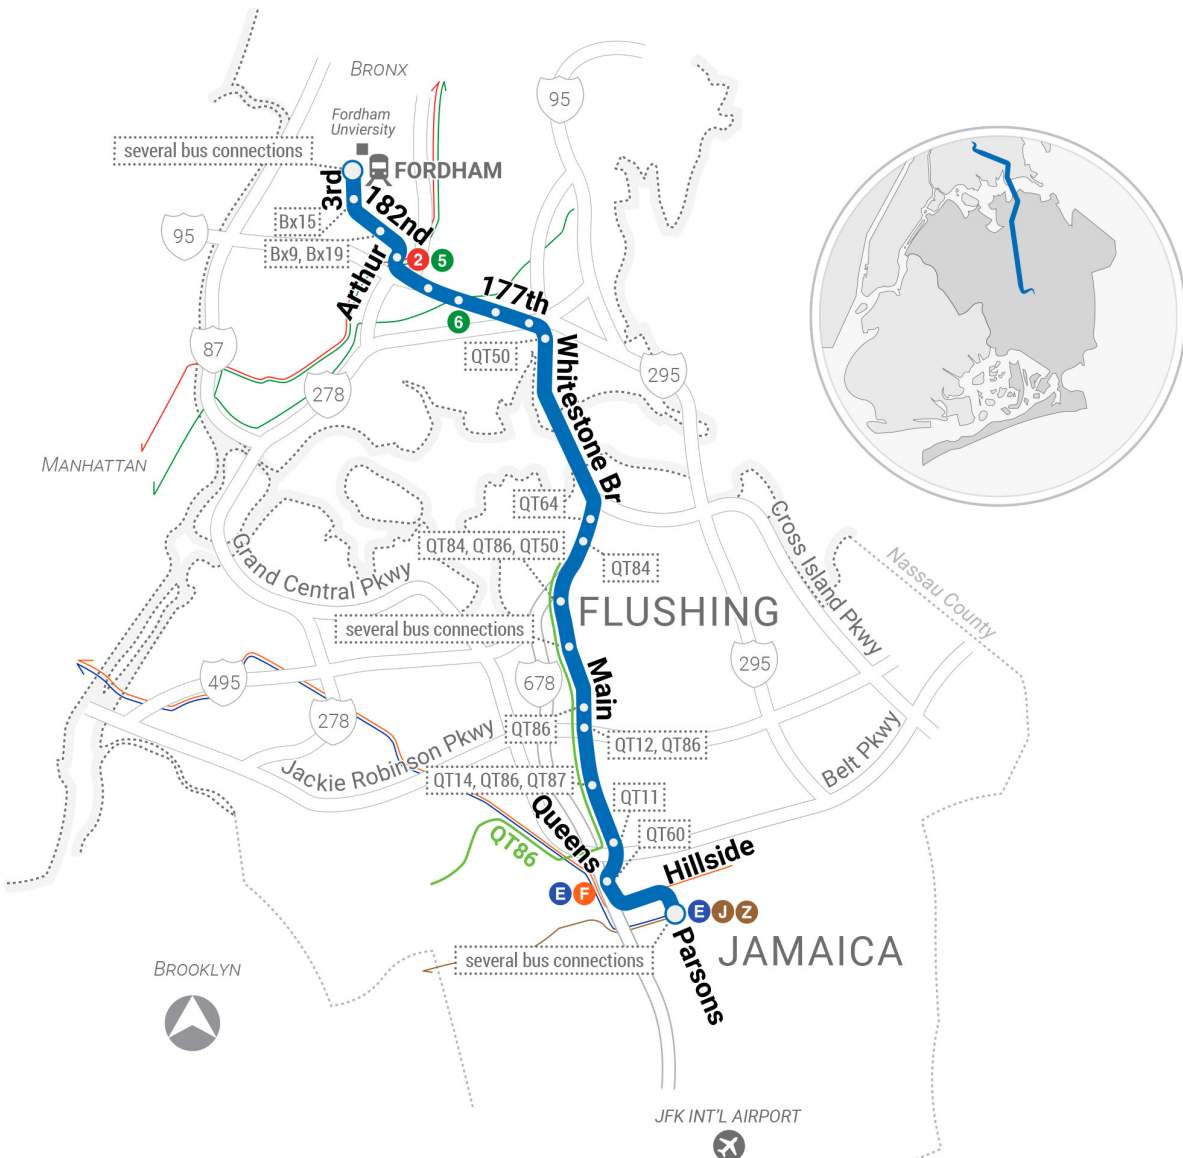 BRONX
95
Fordham
Unviersity
several bus connections
FORDHAM
3rd
182nd
Bx15
95
Bx9, Bx19
Arthur
2
5
177th
6
87
QT50
Whitestone Br
295
278
MANHATTAN
QT64
QT84, QT86, QT50
QT84
Grand Central Pkwy
Cross Island Pkwy
Nassau County
FLUSHING
several bus connections
295
495
678
Main
278
QT86
QT12, QT86
Jackie Robinson Pkwy
Belt Pkwy
QT14, QT86, QT87
QT11
Queens
QT60
QT86
Hillside
E
F
E
J
Z
JAMAICA
several bus connections
Parsons
BROOKLYN
JFK INT'L AIRPORT